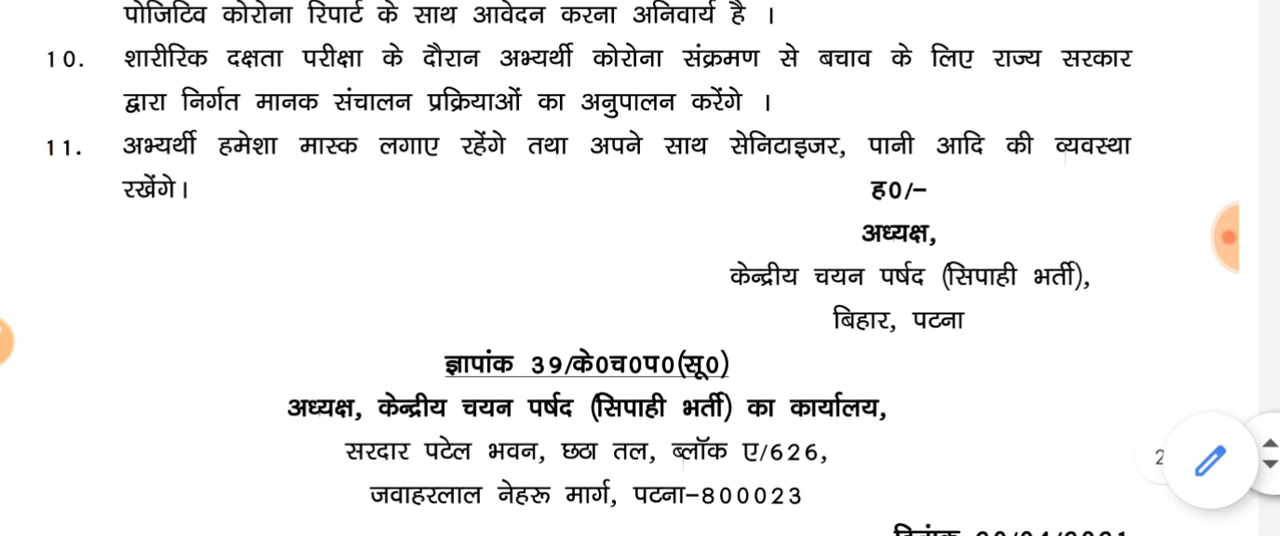 पोजिटिव कोरोना रिपार्ट के साथ आवेदन करना अनिवार्य है ।
10. शारीरिक दक्षता परीक्षा के दौरान अभ्यर्थी कोरोना संक्रमण से बचाव के लिए राज्य सरकार
द्वारा निर्गत मानक संचालन प्रक्रियाओं का अनुपालन करेंगे ।
11. अभ्यर्थी हमेशा मास्क लगाए रहेंगे तथा अपने साथ सेनिटाइजर, पानी आदि की व्यवस्था
रखेंगे।
ह0/-
अध्यक्ष,
केन्द्रीय चयन पर्षद (सिपाही भर्ती),
बिहार, पटना
ज्ञापांक 39/के0च0प0(सू0)
अध्यक्ष, केन्द्रीय चयन पर्षद (सिपाही भर्ती) का कार्यालय,
सरदार पटेल भवन, छठा तल, ब्लॉक ए/626,
2
जवाहरलाल नेहरू मार्ग, पटना-800023